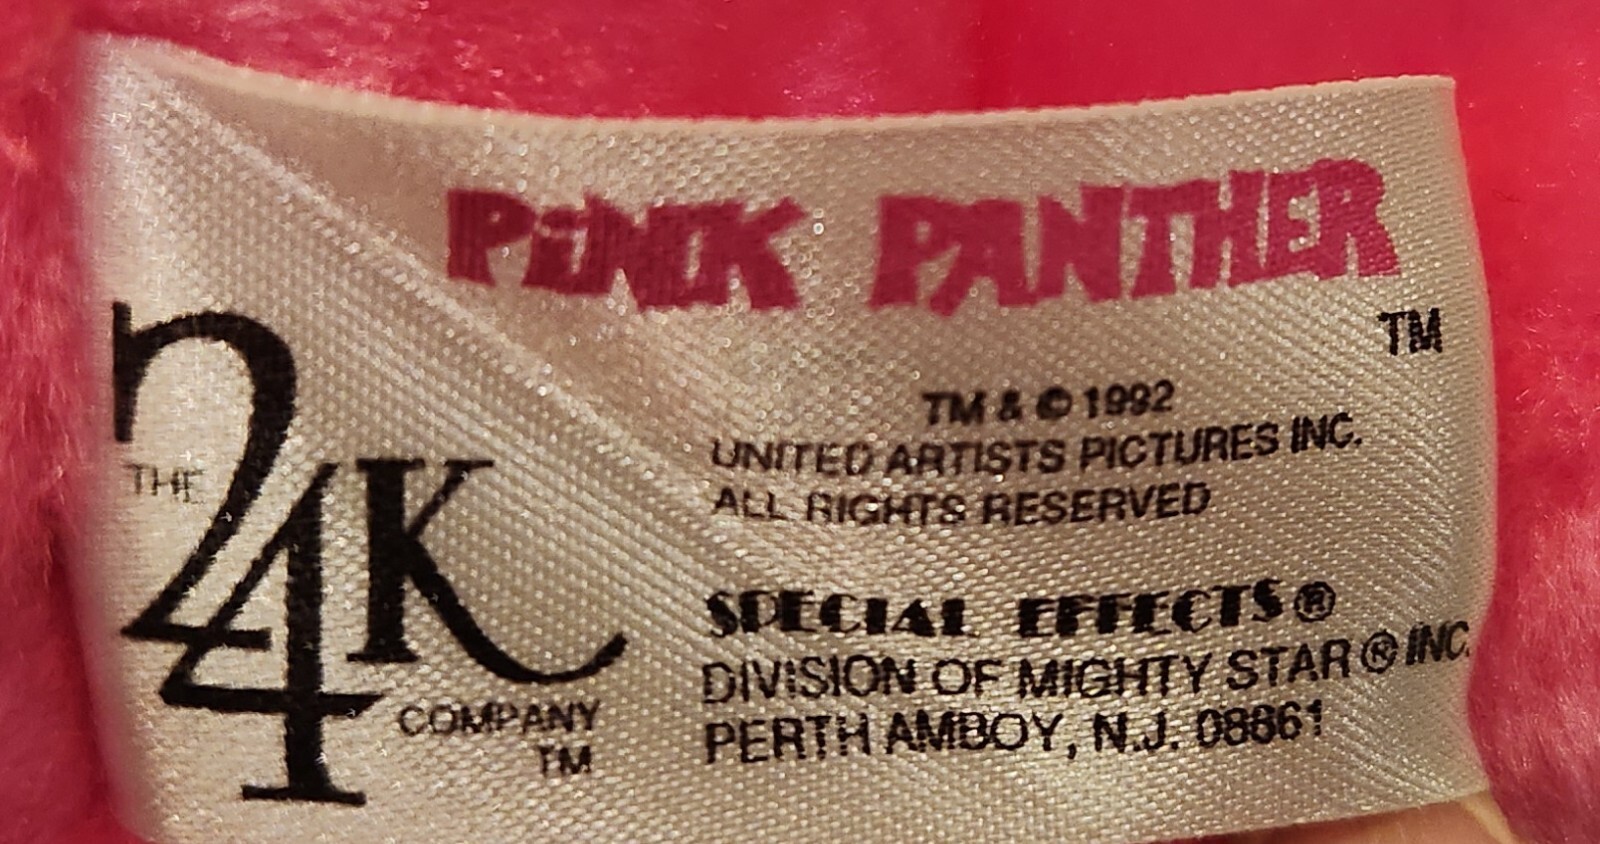 PiNK PANTHER
TM
TM & © 1992
UNITED ARTISTS PICTURES INC.
ALL RIGHTS RESERVED
THE
24K
COMPANY
TM
SPECIAL EFFECTS®
DIVISION OF MIGHTY STAR® INC.
PERTH AMBOY, N.J. 08861